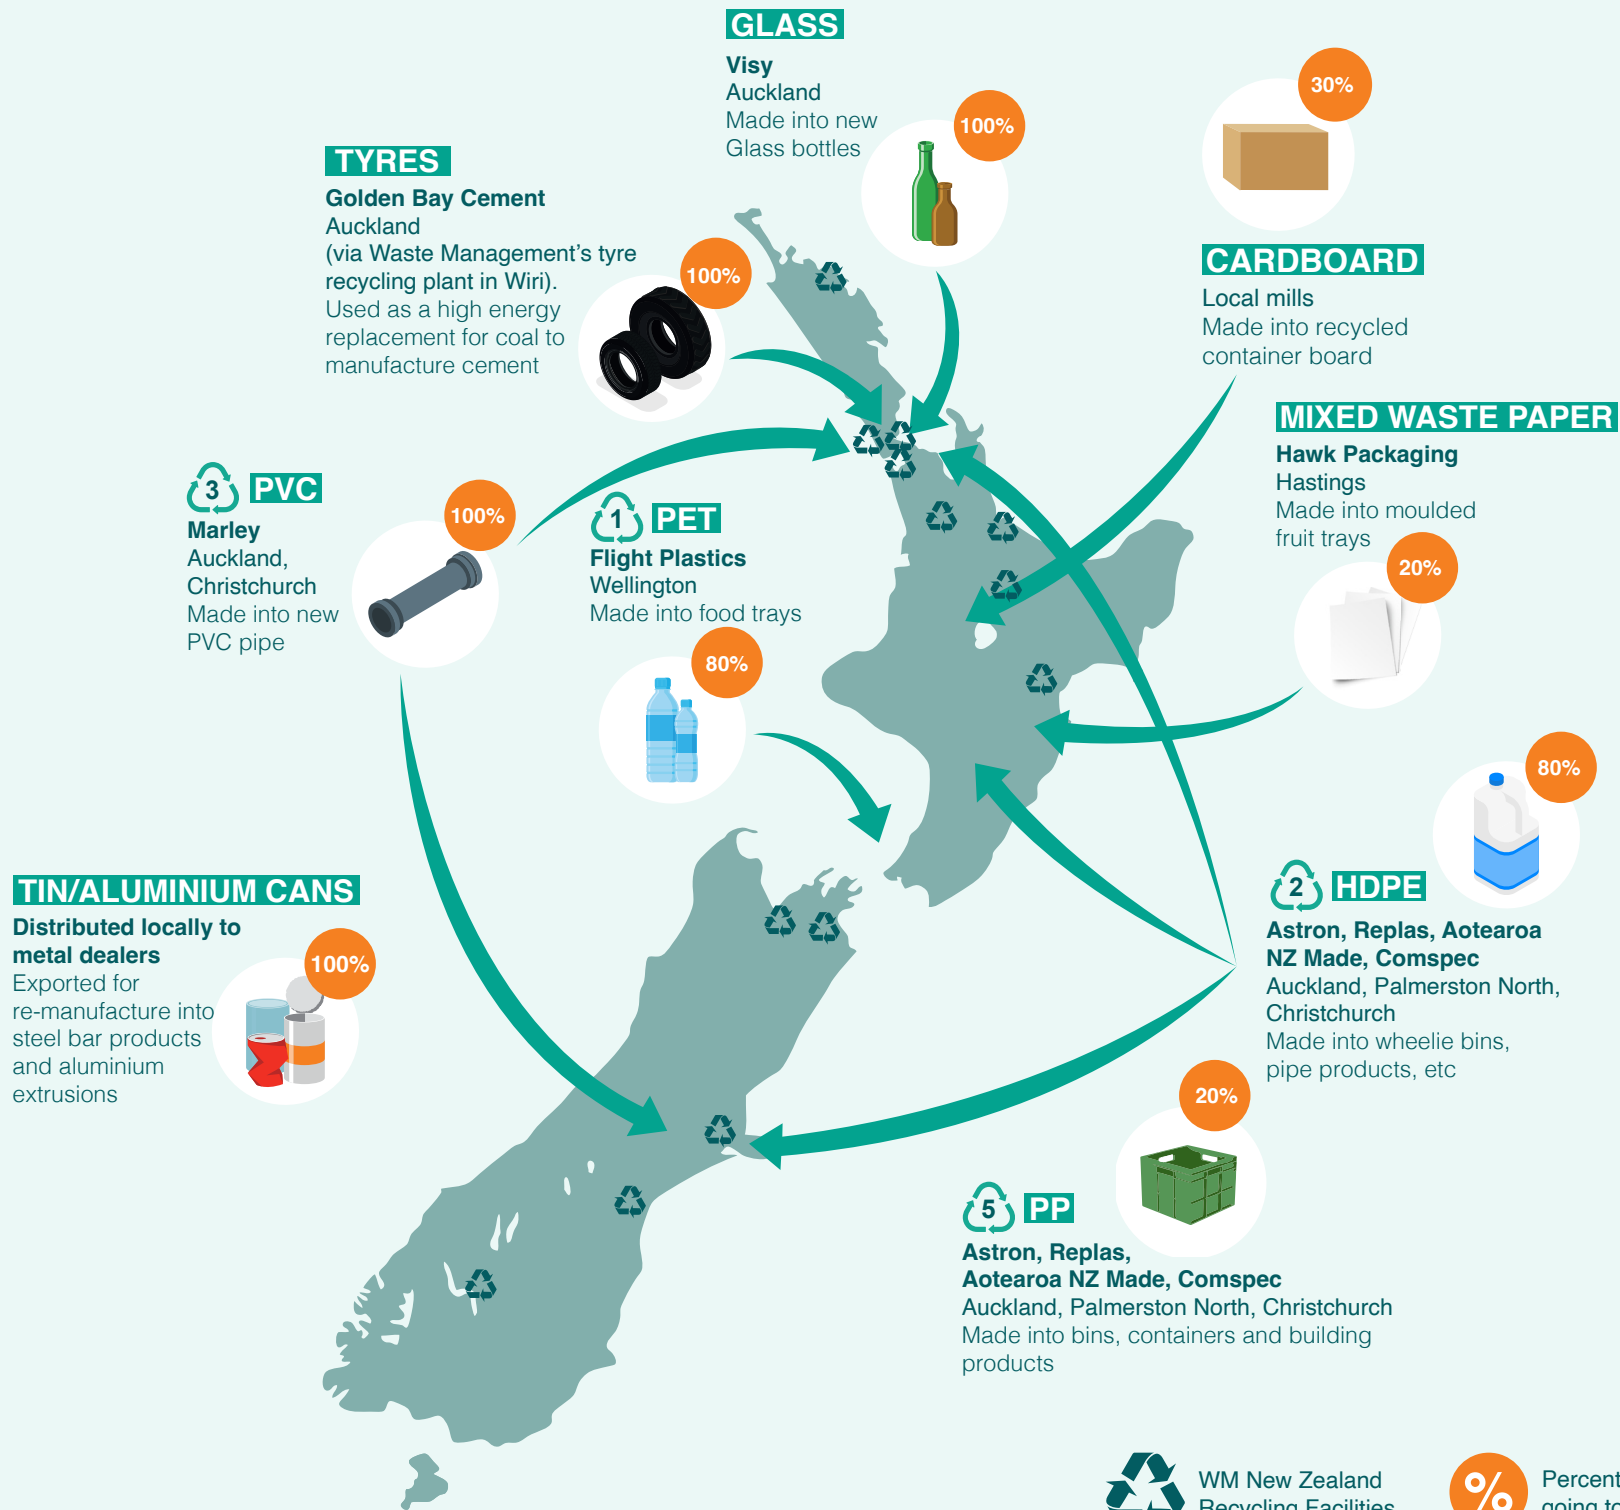 GLASS
Visy
Auckland
Made into new
Glass bottles
100%
30%
CARDBOARD
Local mills
Made into recycled
container board
TYRES
Golden Bay Cement
Auckland
(via Waste Management's tyre
recycling plant in Wiri).
Used as a high energy
replacement for coal to
manufacture cement
100%
MIXED WASTE PAPER
Hawk Packaging
Hastings
Made into moulded
fruit trays
20%
3 PVC
Marley
Auckland,
Christchurch
Made into new
PVC pipe
100%
1 PET
Flight Plastics
Wellington
Made into food trays
80%
80%
2 HDPE
Astron, Replas, Aotearoa
NZ Made, Comspec
Auckland, Palmerston North,
Christchurch
Made into wheelie bins,
pipe products, etc
TIN/ALUMINIUM CANS
Distributed locally to
metal dealers
Exported for
re-manufacture into
steel bar products
and aluminium
extrusions
100%
20%
5 PP
Astron, Replas,
Aotearoa NZ Made, Comspec
Auckland, Palmerston North, Christchurch
Made into bins, containers and building
products
WM New Zealand
Recycling Facilities
%
Percent
going to